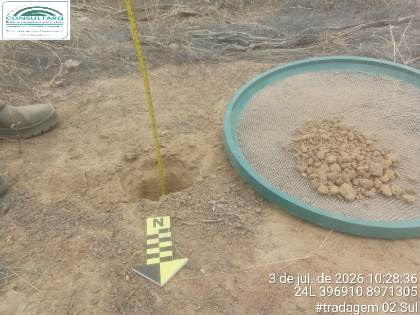 CONSULTARQ
N
3 de jul. de 2026 10:28:36
24L 396910 8971305
#tradagem 02 Sul